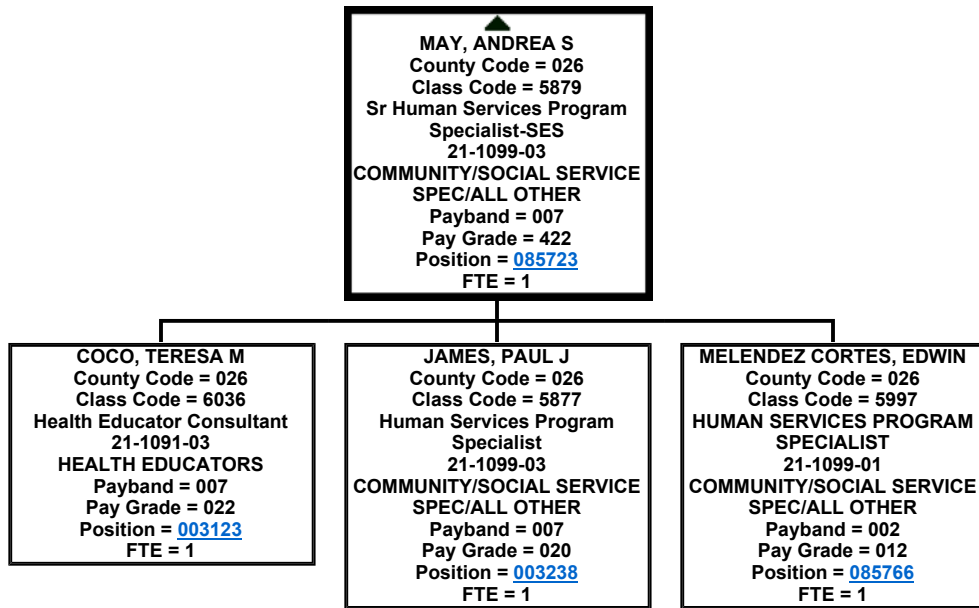 MAY, ANDREA S
County Code = 026
Class Code = 5879
Sr Human Services Program
Specialist-SES
21-1099-03
COMMUNITY/SOCIAL SERVICE
SPEC/ALL OTHER
Payband = 007
Pay Grade = 422
Position = 085723
FTE = 1
COCO, TERESA M
County Code = 026
Class Code = 6036
Health Educator Consultant
21-1091-03
HEALTH EDUCATORS
Payband = 007
Pay Grade = 022
Position = 003123
FTE = 1
JAMES, PAUL J
County Code = 026
Class Code = 5877
Human Services Program
Specialist
21-1099-03
COMMUNITY/SOCIAL SERVICE
SPEC/ALL OTHER
Payband = 007
Pay Grade = 020
Position = 003238
FTE = 1
MELENDEZ CORTES, EDWIN
County Code = 026
Class Code = 5997
HUMAN SERVICES PROGRAM
SPECIALIST
21-1099-01
COMMUNITY/SOCIAL SERVICE
SPEC/ALL OTHER
Payband = 002
Pay Grade = 012
Position = 085766
FTE = 1